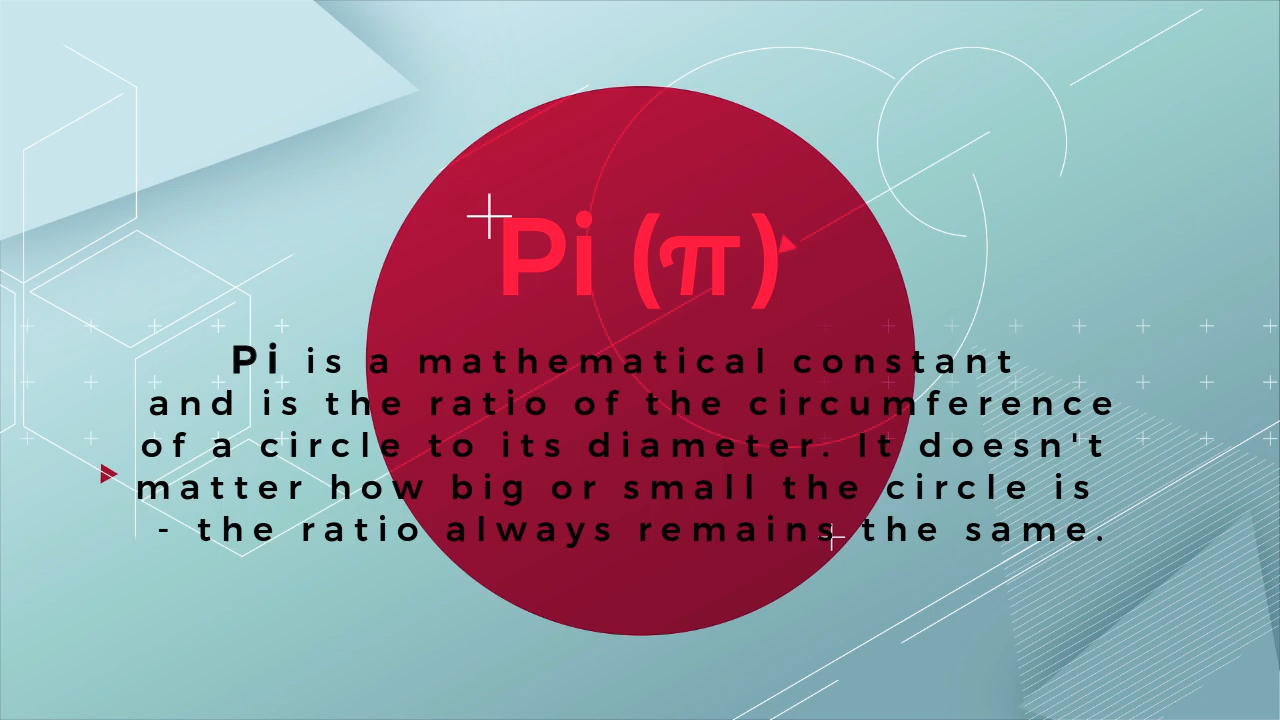 Pi (π)
Pi is a mathematical constant
and is the ratio of the circumference
of a circle to its diameter. It doesn't
matter how big or small the circle is
- the ratio always remains the same.